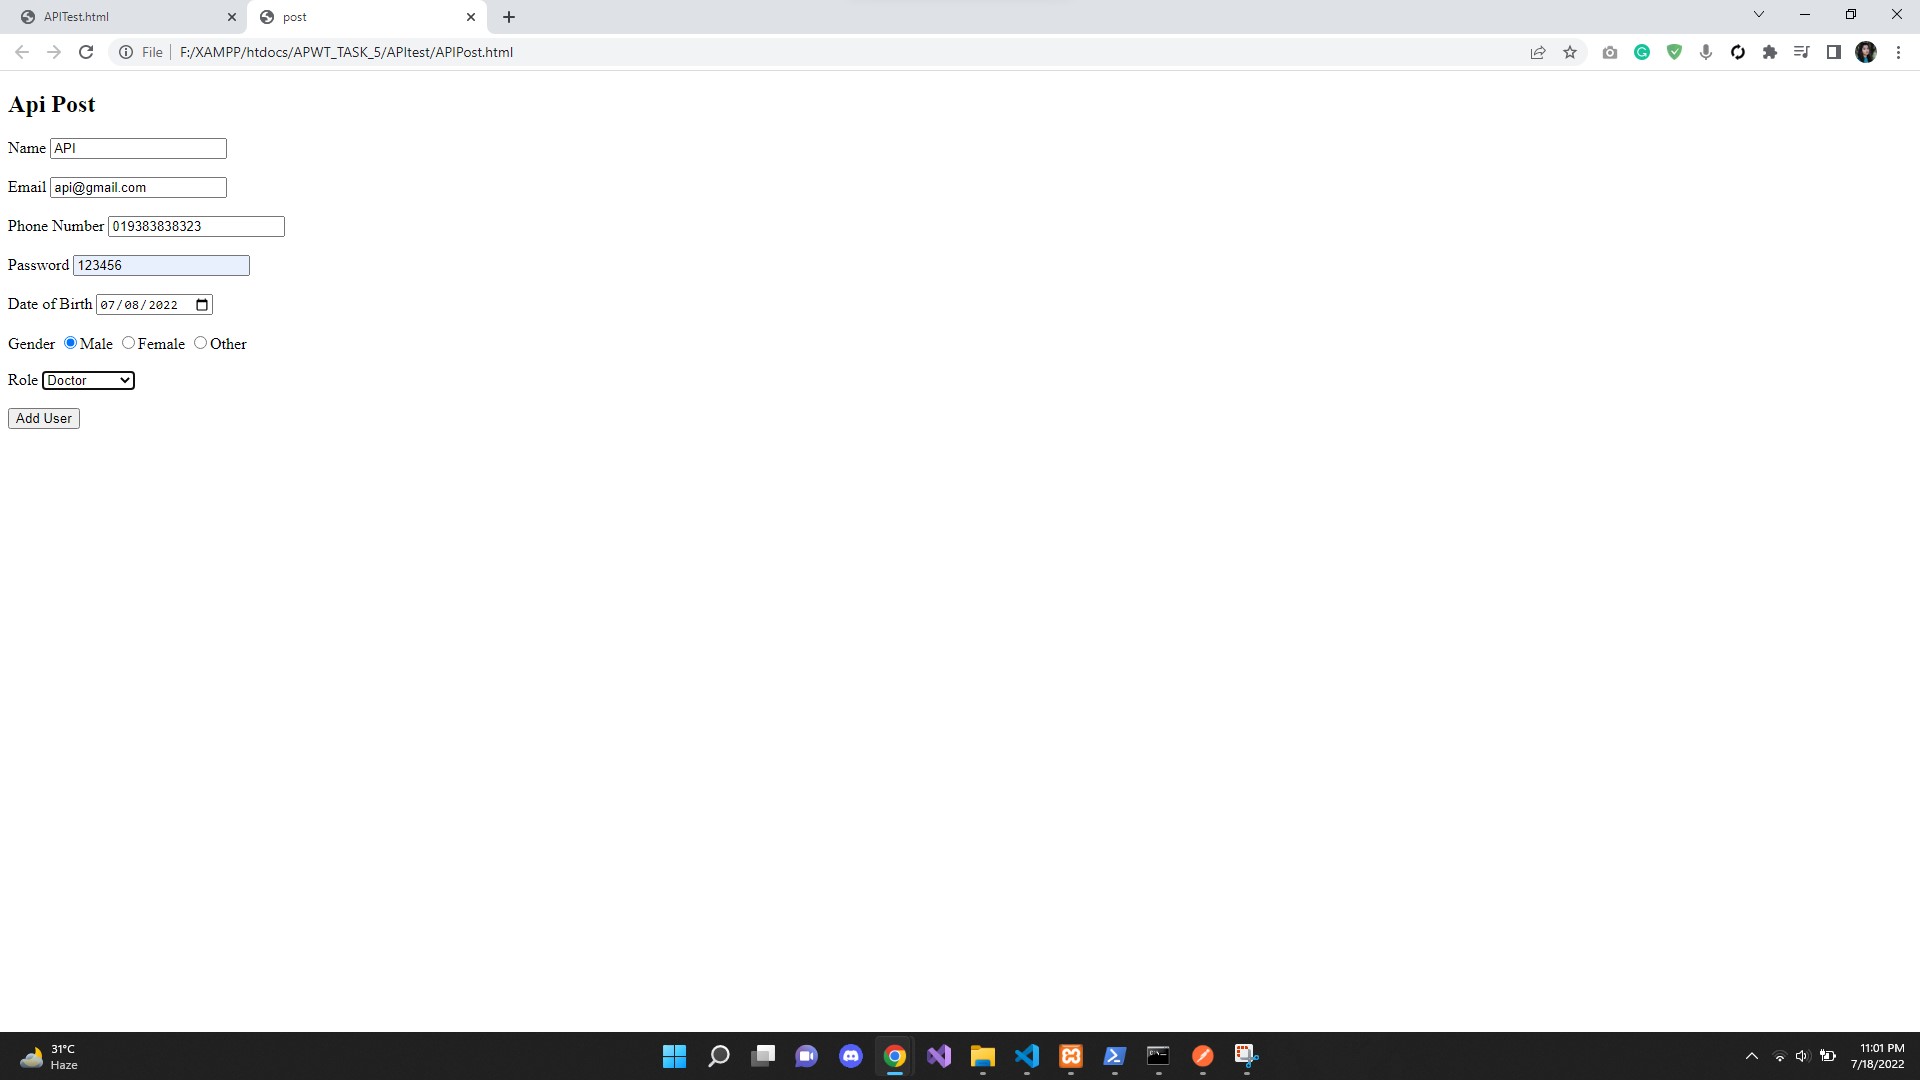 APITest.html
post
File
F:/XAMPP/htdocs/APWT_TASK_5/APItest/APIPost.html
Api Post
Name API
Email api@gmail.com
Phone Number 019383838323
Password 123456
Date of Birth 07/08/2022
Gender Male Female Other
Role Doctor
Add User
31°C
Haze
11:01 PM
7/18/2022